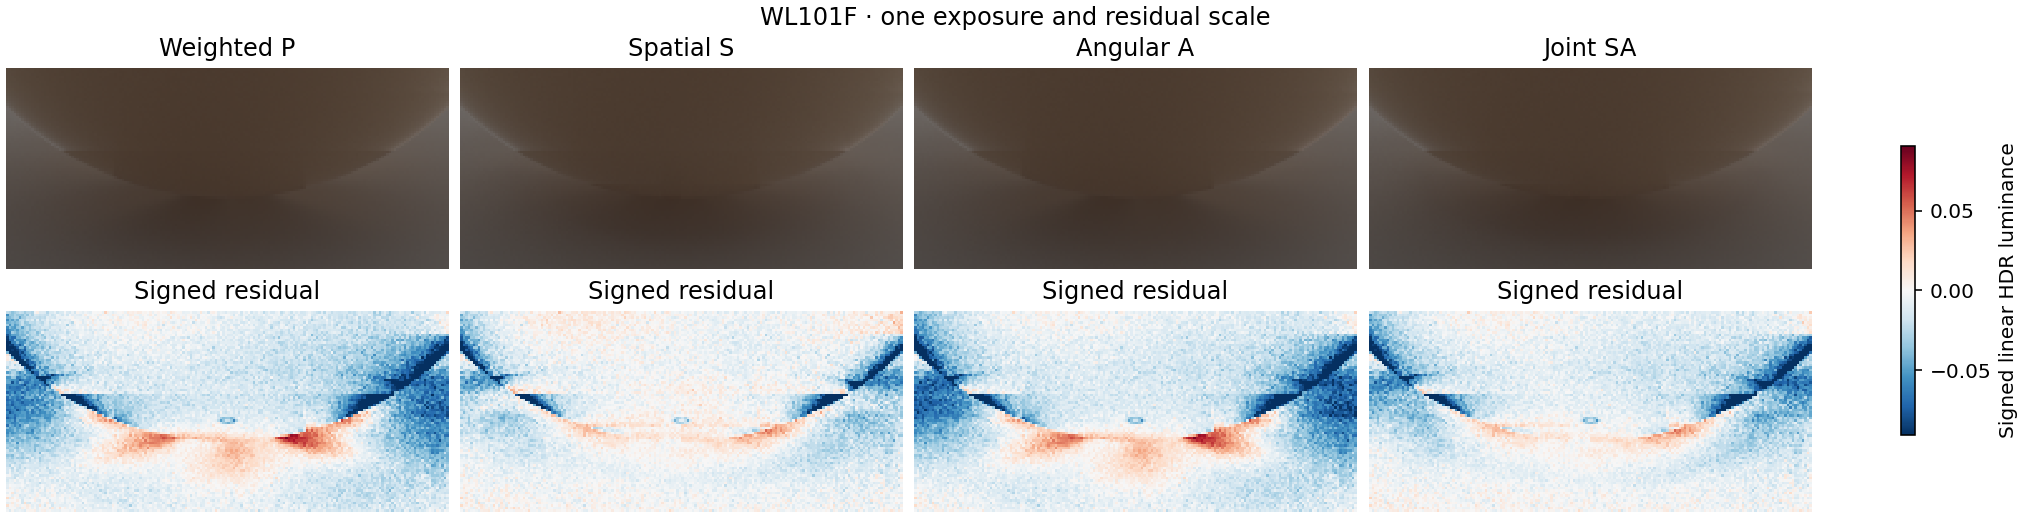 WL101F · one exposure and residual scale
Weighted P
Spatial S
Angular A
Joint SA
Signed residual
Signed residual
Signed residual
Signed residual
0.05
0.00
−0.05
Signed linear HDR luminance